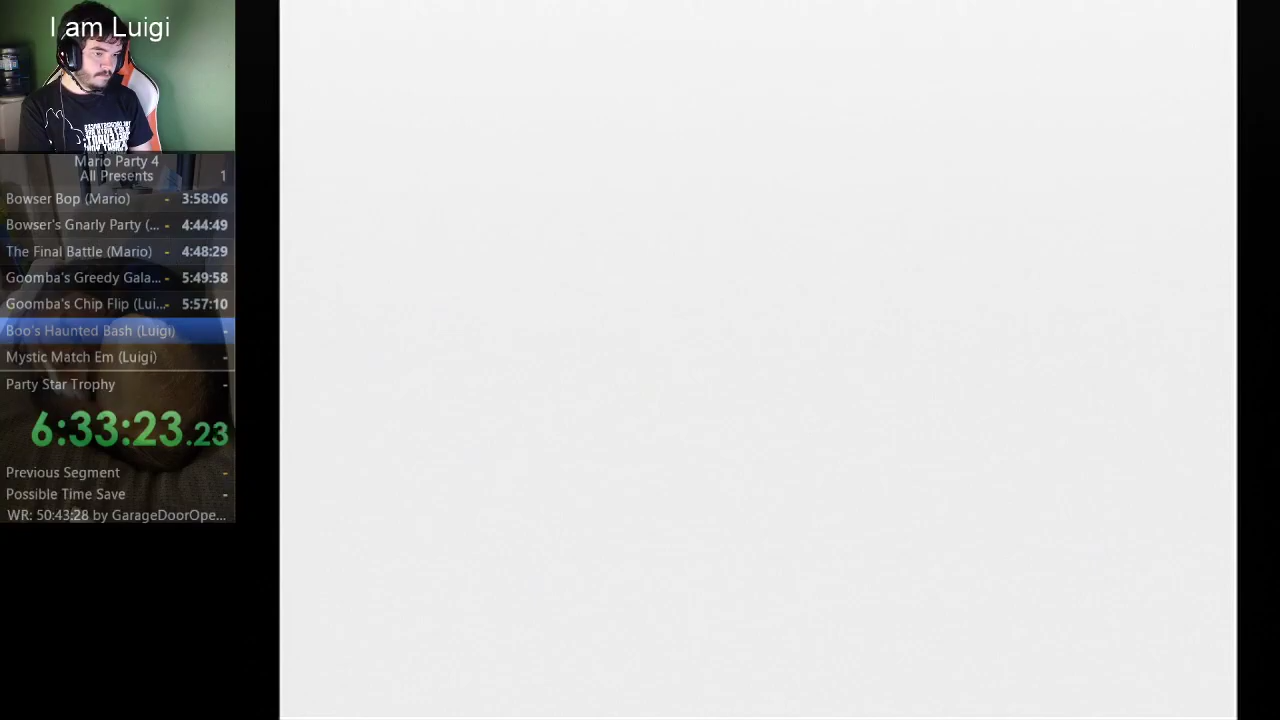 I am Luigi
Mario Party 4
All Presents 1
Bowser Bop (Mario) - 3:58:06
Bowser's Gnarly Party (... - 4:44:49
The Final Battle (Mario) - 4:48:29
Goomba's Greedy Gala... - 5:49:58
Goomba's Chip Flip (Lui... - 5:57:10
Boo's Haunted Bash (Luigi) -
Mystic Match Em (Luigi) -
Party Star Trophy -
6:33:23.23
Previous Segment -
Possible Time Save -
WR: 50:43:28 by GarageDoorOpe...